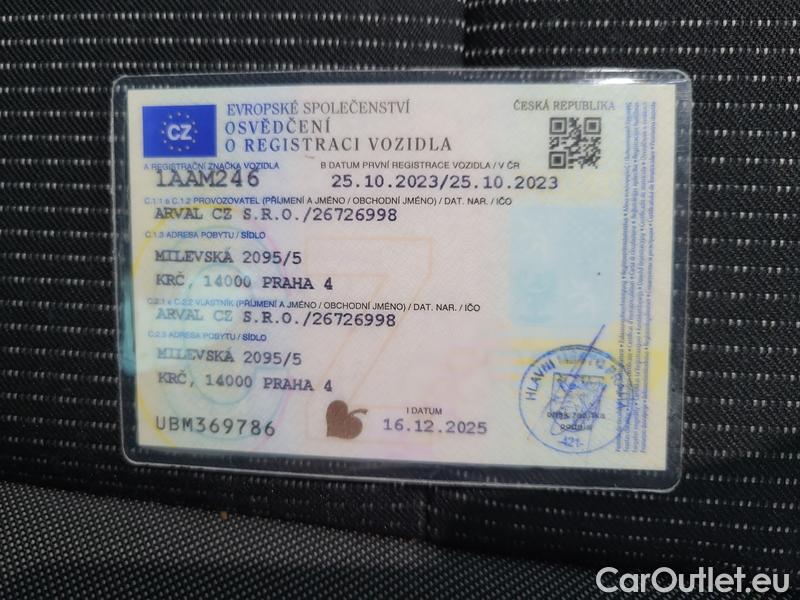 CZ
EVROPSKÉ SPOLEČENSTVÍ
ČESKÁ REPUBLIKA
OSVĚDČENÍ
O REGISTRACI VOZIDLA
A REGISTRAČNÍ ZNAČKA VOZIDLA
B DATUM PRVNÍ REGISTRACE VOZIDLA / V ČR
1AAM246
25.10.2023/25.10.2023
C.1.1 a C.1.2 PROVOZOVATEL (PŘÍJMENÍ A JMÉNO / OBCHODNÍ JMÉNO) / DAT. NAR. / IČO
ARVAL CZ S.R.O./26726998
C.1.3 ADRESA POBYTU / SÍDLO
MILEVSKÁ 2095/5
KRČ, 14000 PRAHA 4
C.2.1 a C.2.2 VLASTNÍK (PŘÍJMENÍ A JMÉNO / OBCHODNÍ JMÉNO) / DAT. NAR. / IČO
ARVAL CZ S.R.O./26726998
C.2.3 ADRESA POBYTU / SÍDLO
MILEVSKÁ 2095/5
KRČ, 14000 PRAHA 4
UBM369786
I DATUM
16.12.2025
HLAVNÍ MĚSTO
-421-
CarOutlet.eu